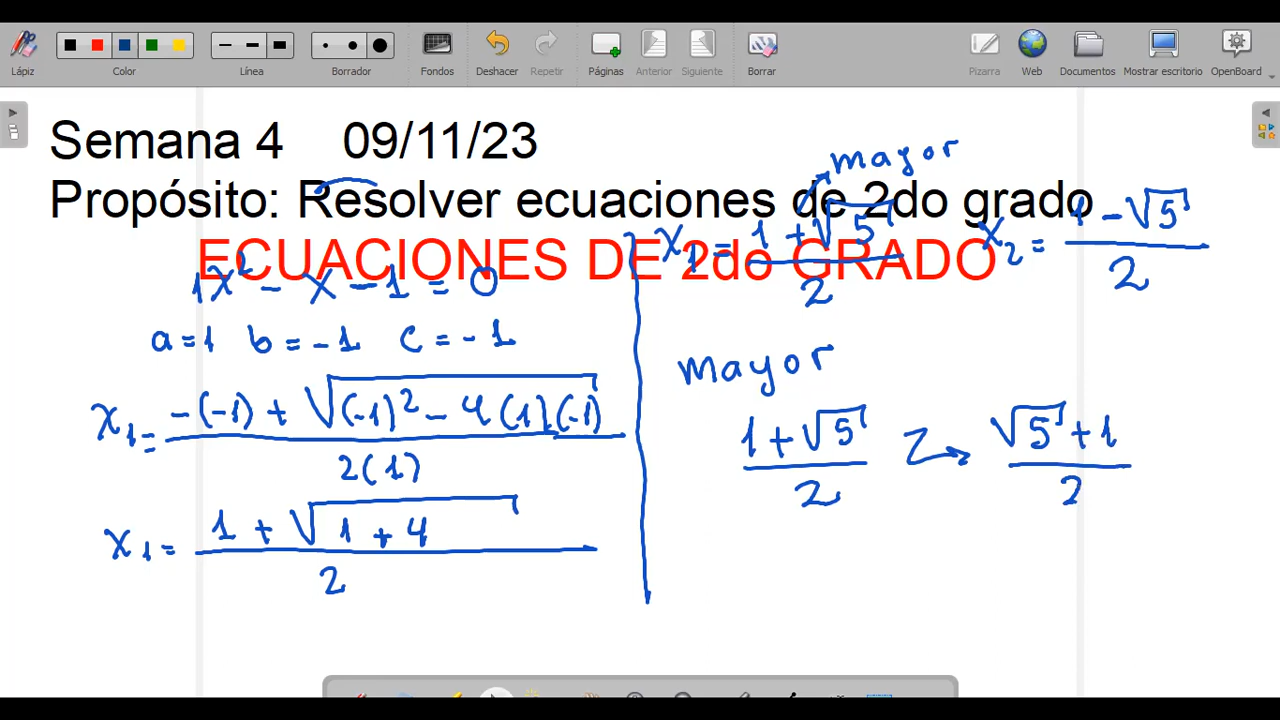 Lápiz
Color
Línea
Borrador
Fondos
Deshacer
Repetir
Páginas
Anterior
Siguiente
Borrar
Pizarra
Web
Documentos
Mostrar escritorio
OpenBoard
Semana 4 09/11/23
Propósito: Resolver ecuaciones de 2do grado
ECUACIONES DE 2do GRADO
1x² - x - 1 = 0
a = 1 b = -1 c = -1
x₁ = (-(-1) + √((-1)² - 4(1)(-1))) / 2(1)
x₁ = (1 + √(1 + 4)) / 2
mayor
x₁ = (1 + √5) / 2
x₂ = (1 - √5) / 2
mayor
(1 + √5) / 2 → (√5 + 1) / 2